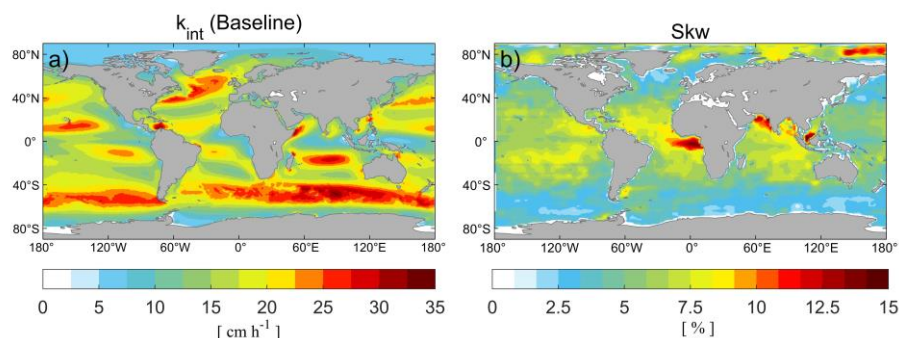 k_int (Baseline)
a)
80°N
40°N
0°
40°S
80°S
180°
120°W
60°W
0°
60°E
120°E
180°
0 5 10 15 20 25 30 35
[ cm h⁻¹ ]
Skw
b)
80°N
40°N
0°
40°S
80°S
180°
120°W
60°W
0°
60°E
120°E
180°
0 2.5 5 7.5 10 12.5 15
[ % ]